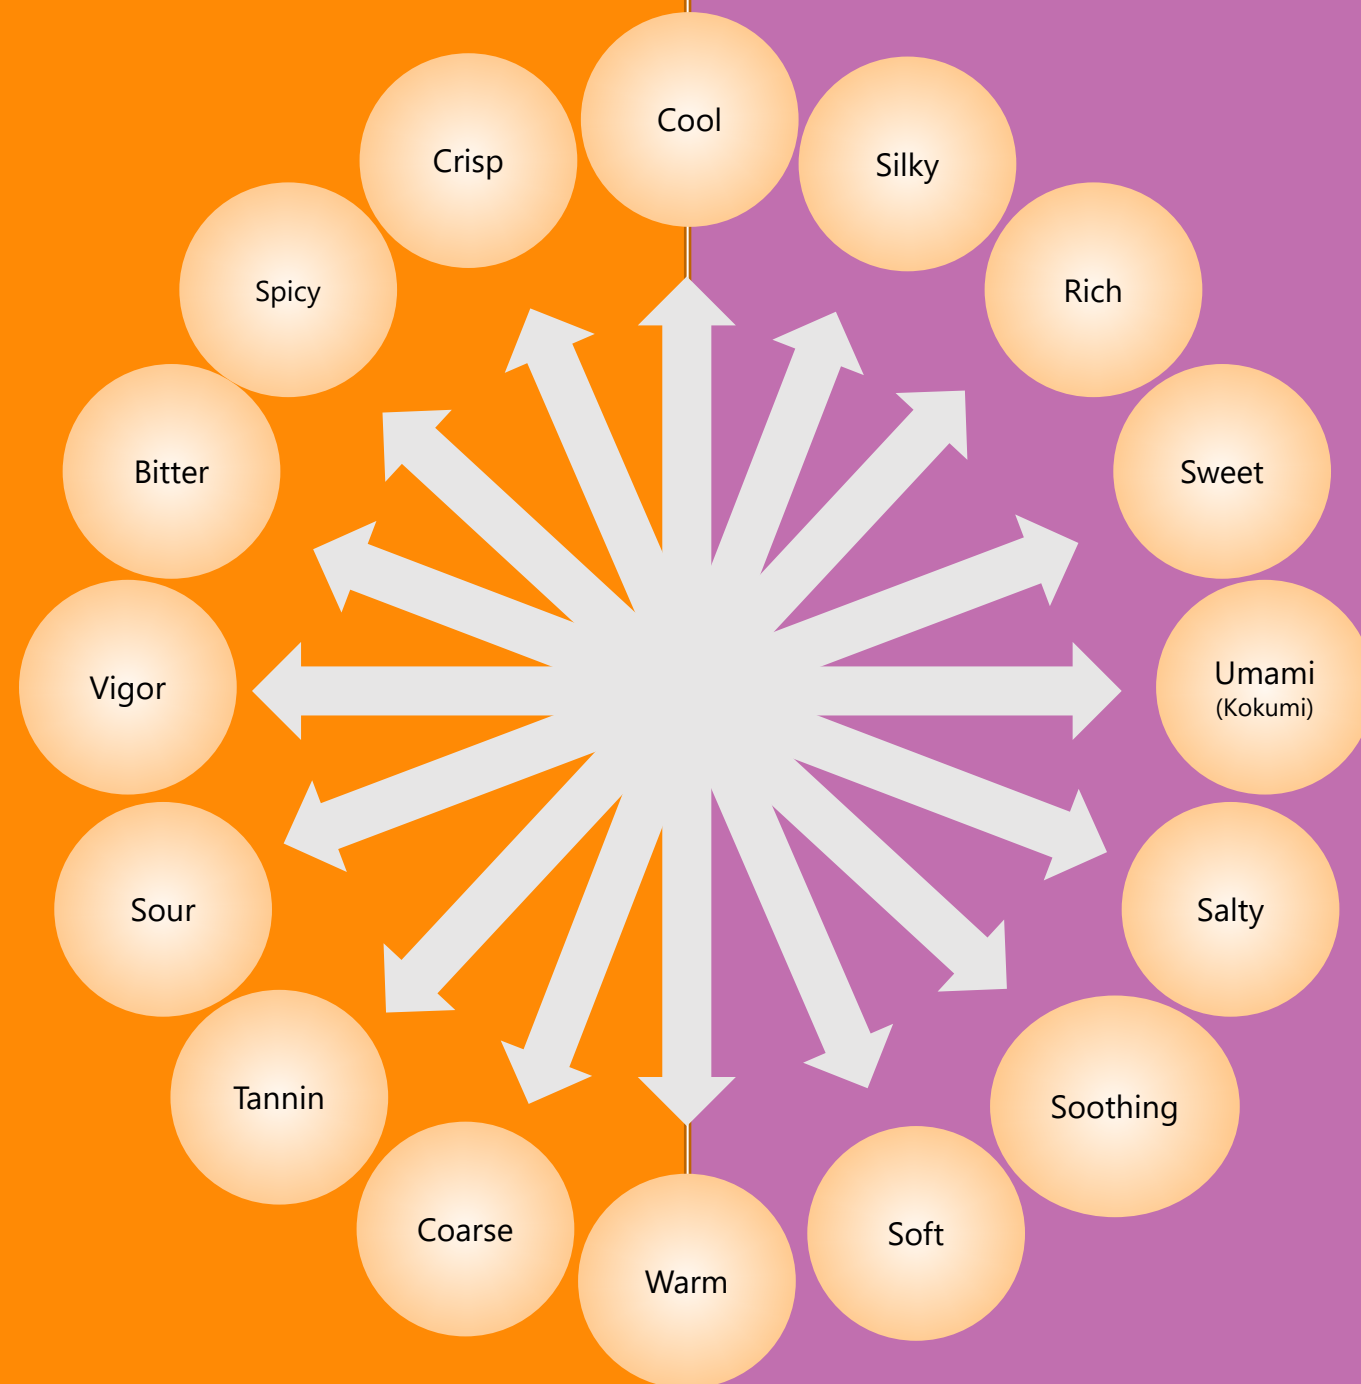 Cool
Silky
Rich
Sweet
Umami
(Kokumi)
Salty
Soothing
Soft
Warm
Coarse
Tannin
Sour
Vigor
Bitter
Spicy
Crisp